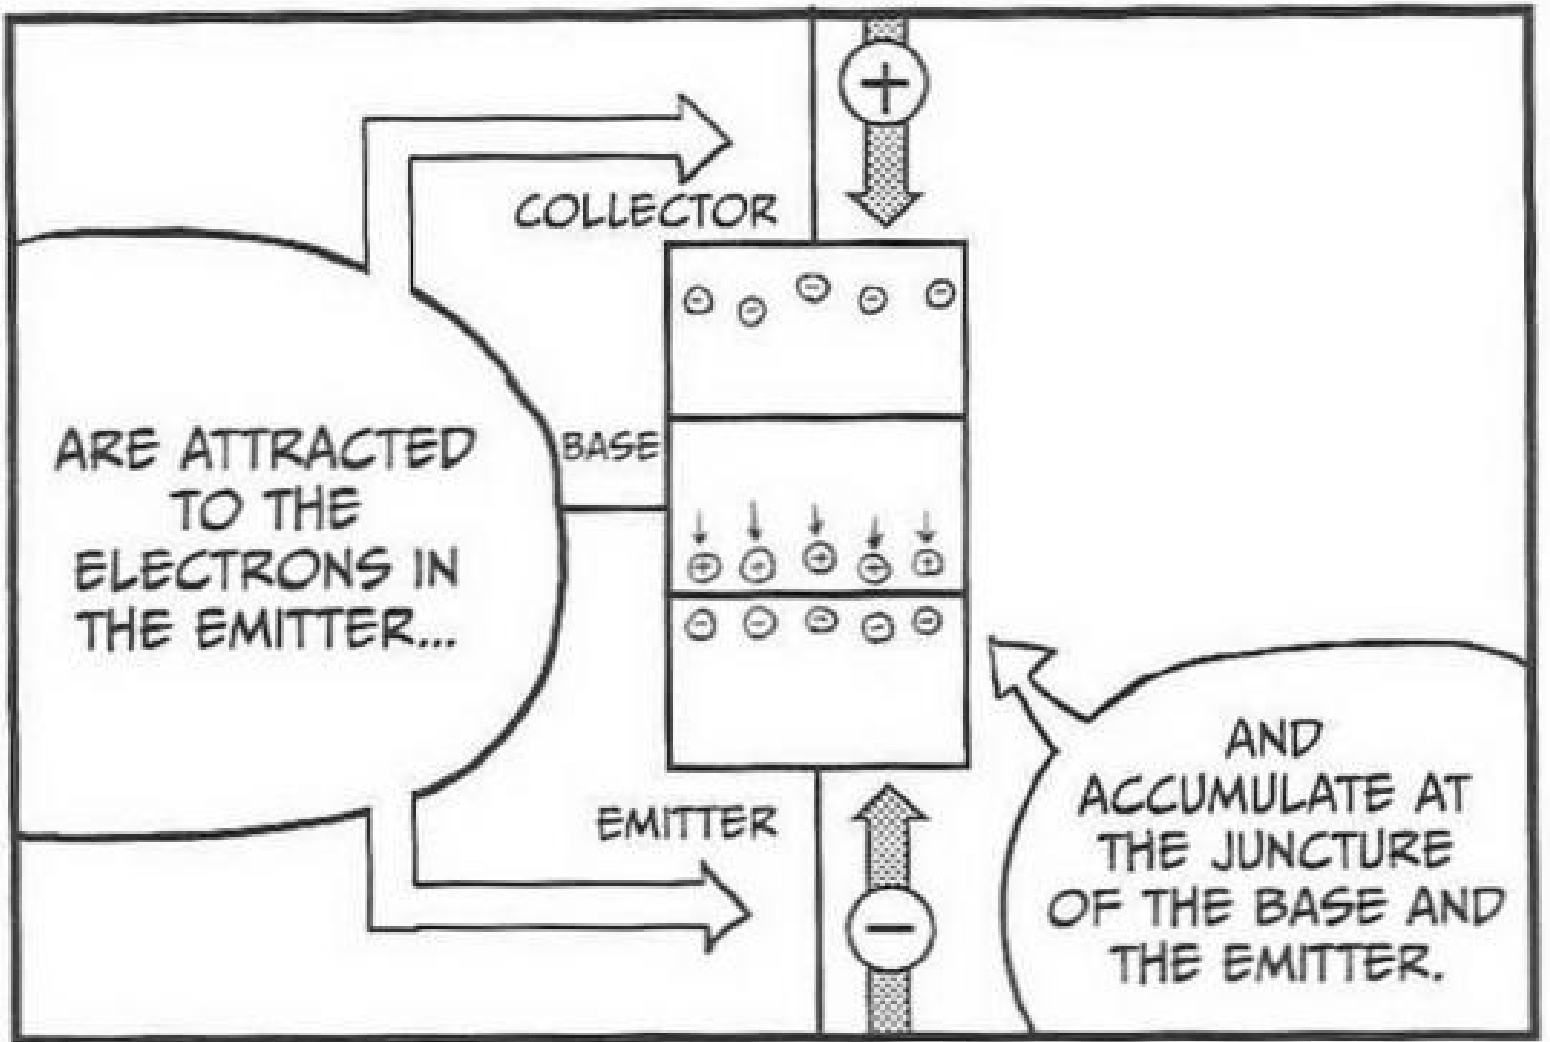 COLLECTOR
ARE ATTRACTED
TO THE
ELECTRONS IN
THE EMITTER...
BASE
EMITTER
AND
ACCUMULATE AT
THE JUNCTURE
OF THE BASE AND
THE EMITTER.